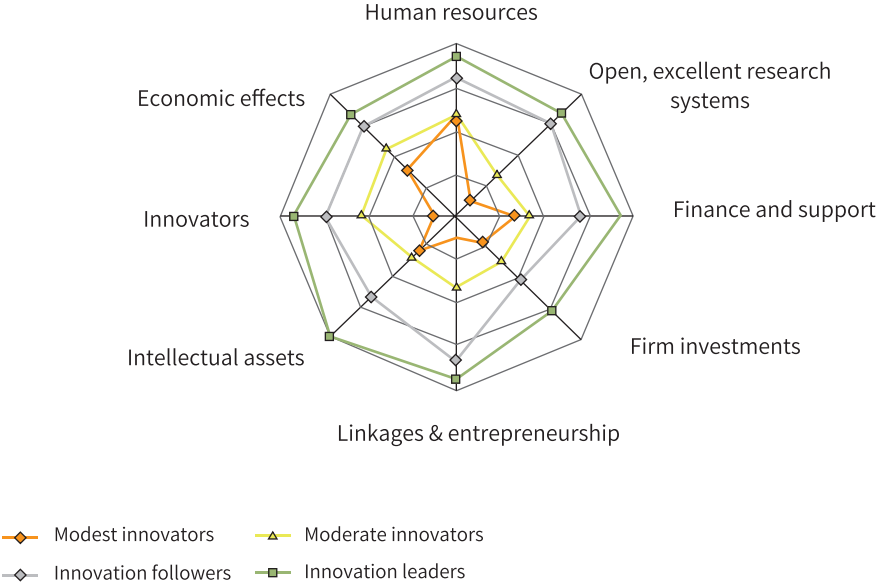 Human resources
Open, excellent research
systems
Economic effects
Finance and support
Innovators
Firm investments
Intellectual assets
Linkages & entrepreneurship
Modest innovators
Moderate innovators
Innovation followers
Innovation leaders